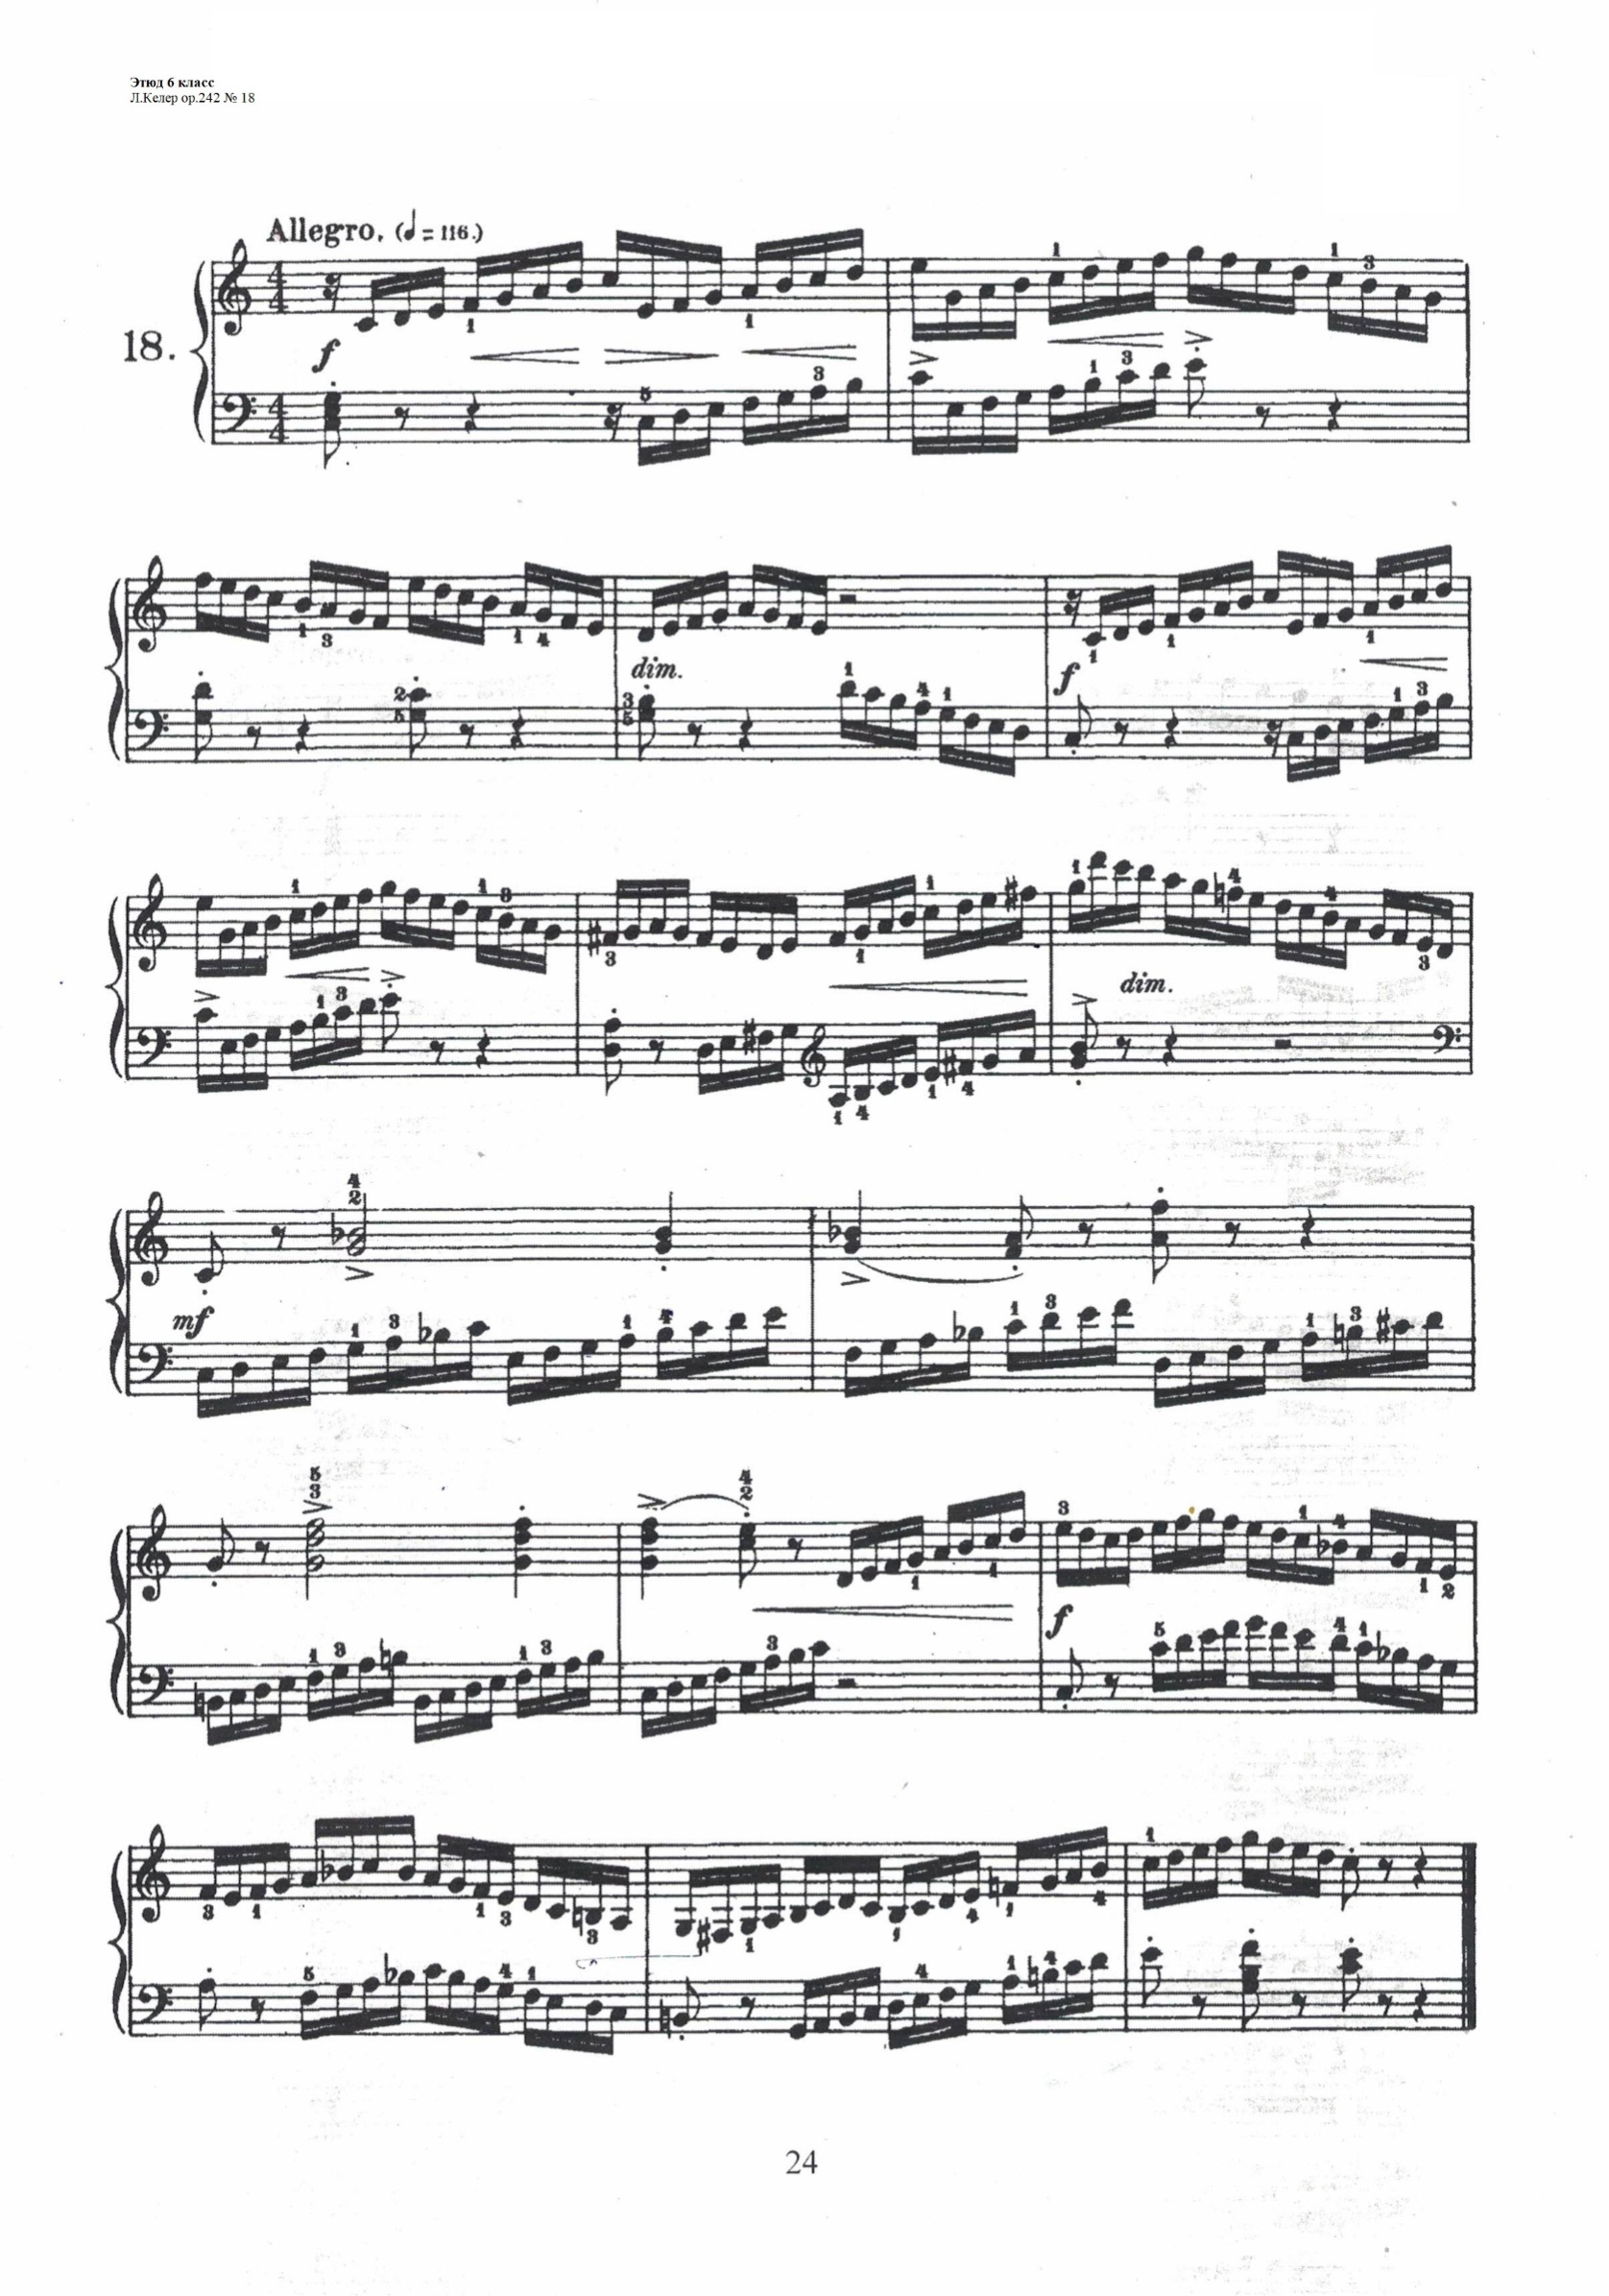 Этюд 6 класс
Л.Келер ор.242 № 18
Allegro. (♩= 116.)
18.
f
dim.
f
dim.
mf
f
24